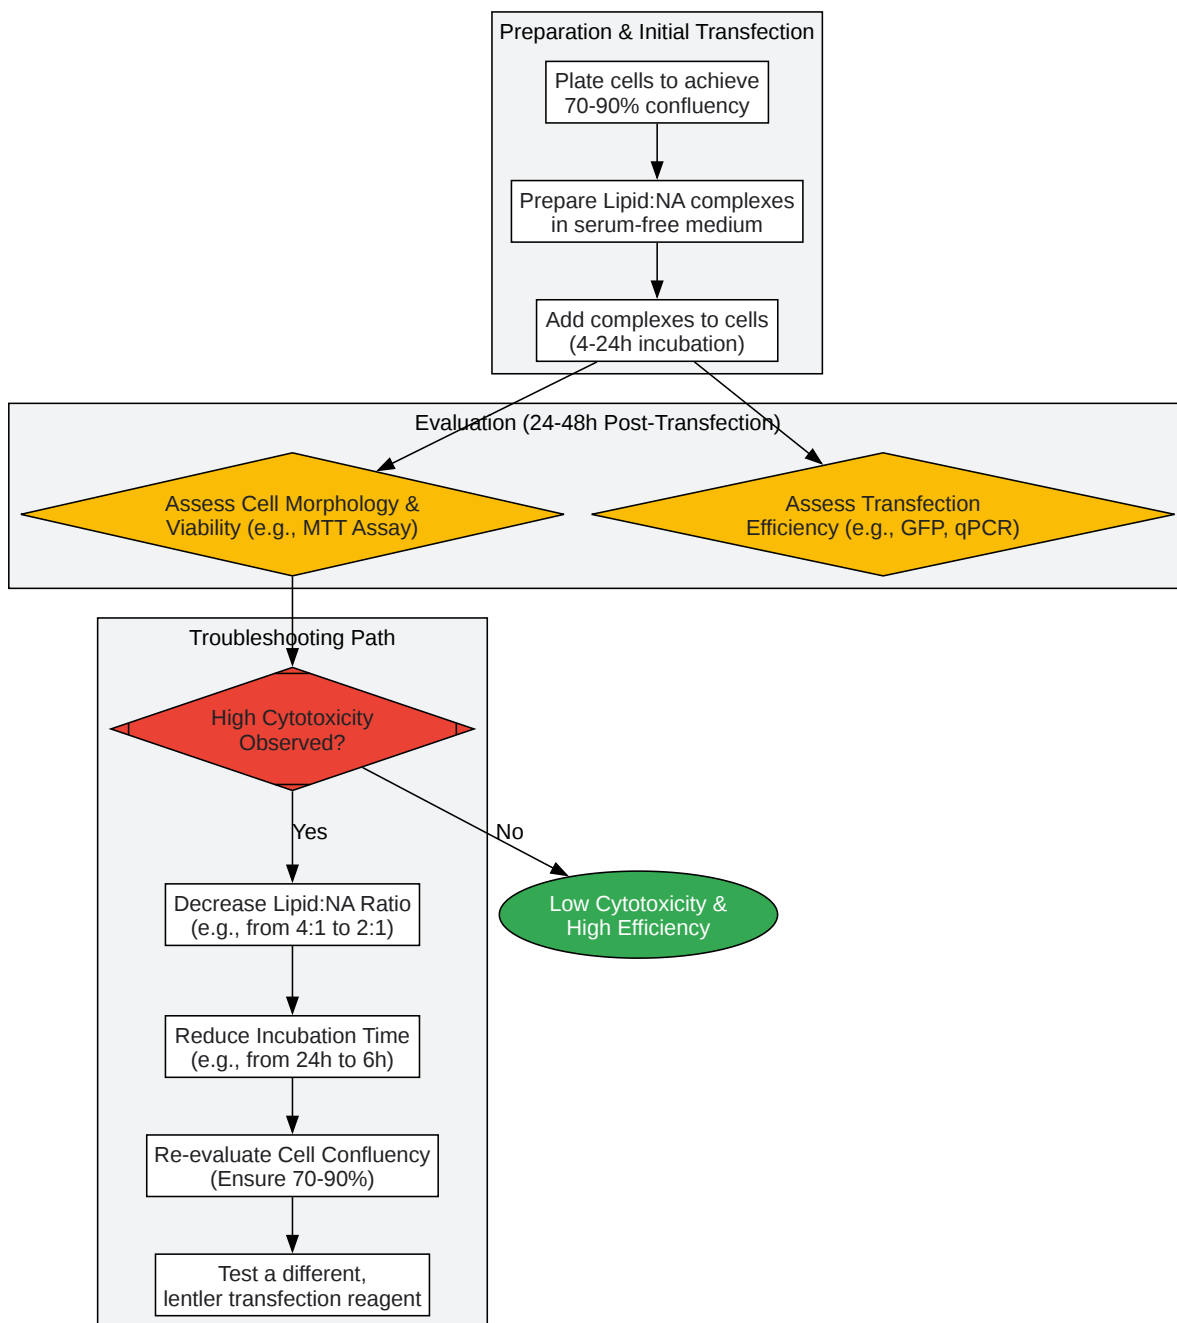 Preparation & Initial Transfection
Plate cells to achieve
70-90% confluency
Prepare Lipid:NA complexes
in serum-free medium
Add complexes to cells
(4-24h incubation)
Evaluation (24-48h Post-Transfection)
Assess Cell Morphology &
Viability (e.g., MTT Assay)
Assess Transfection
Efficiency (e.g., GFP, qPCR)
Troubleshooting Path
High Cytotoxicity
Observed?
Yes
No
Decrease Lipid:NA Ratio
(e.g., from 4:1 to 2:1)
Low Cytotoxicity &
High Efficiency
Reduce Incubation Time
(e.g., from 24h to 6h)
Re-evaluate Cell Confluency
(Ensure 70-90%)
Test a different,
lentler transfection reagent